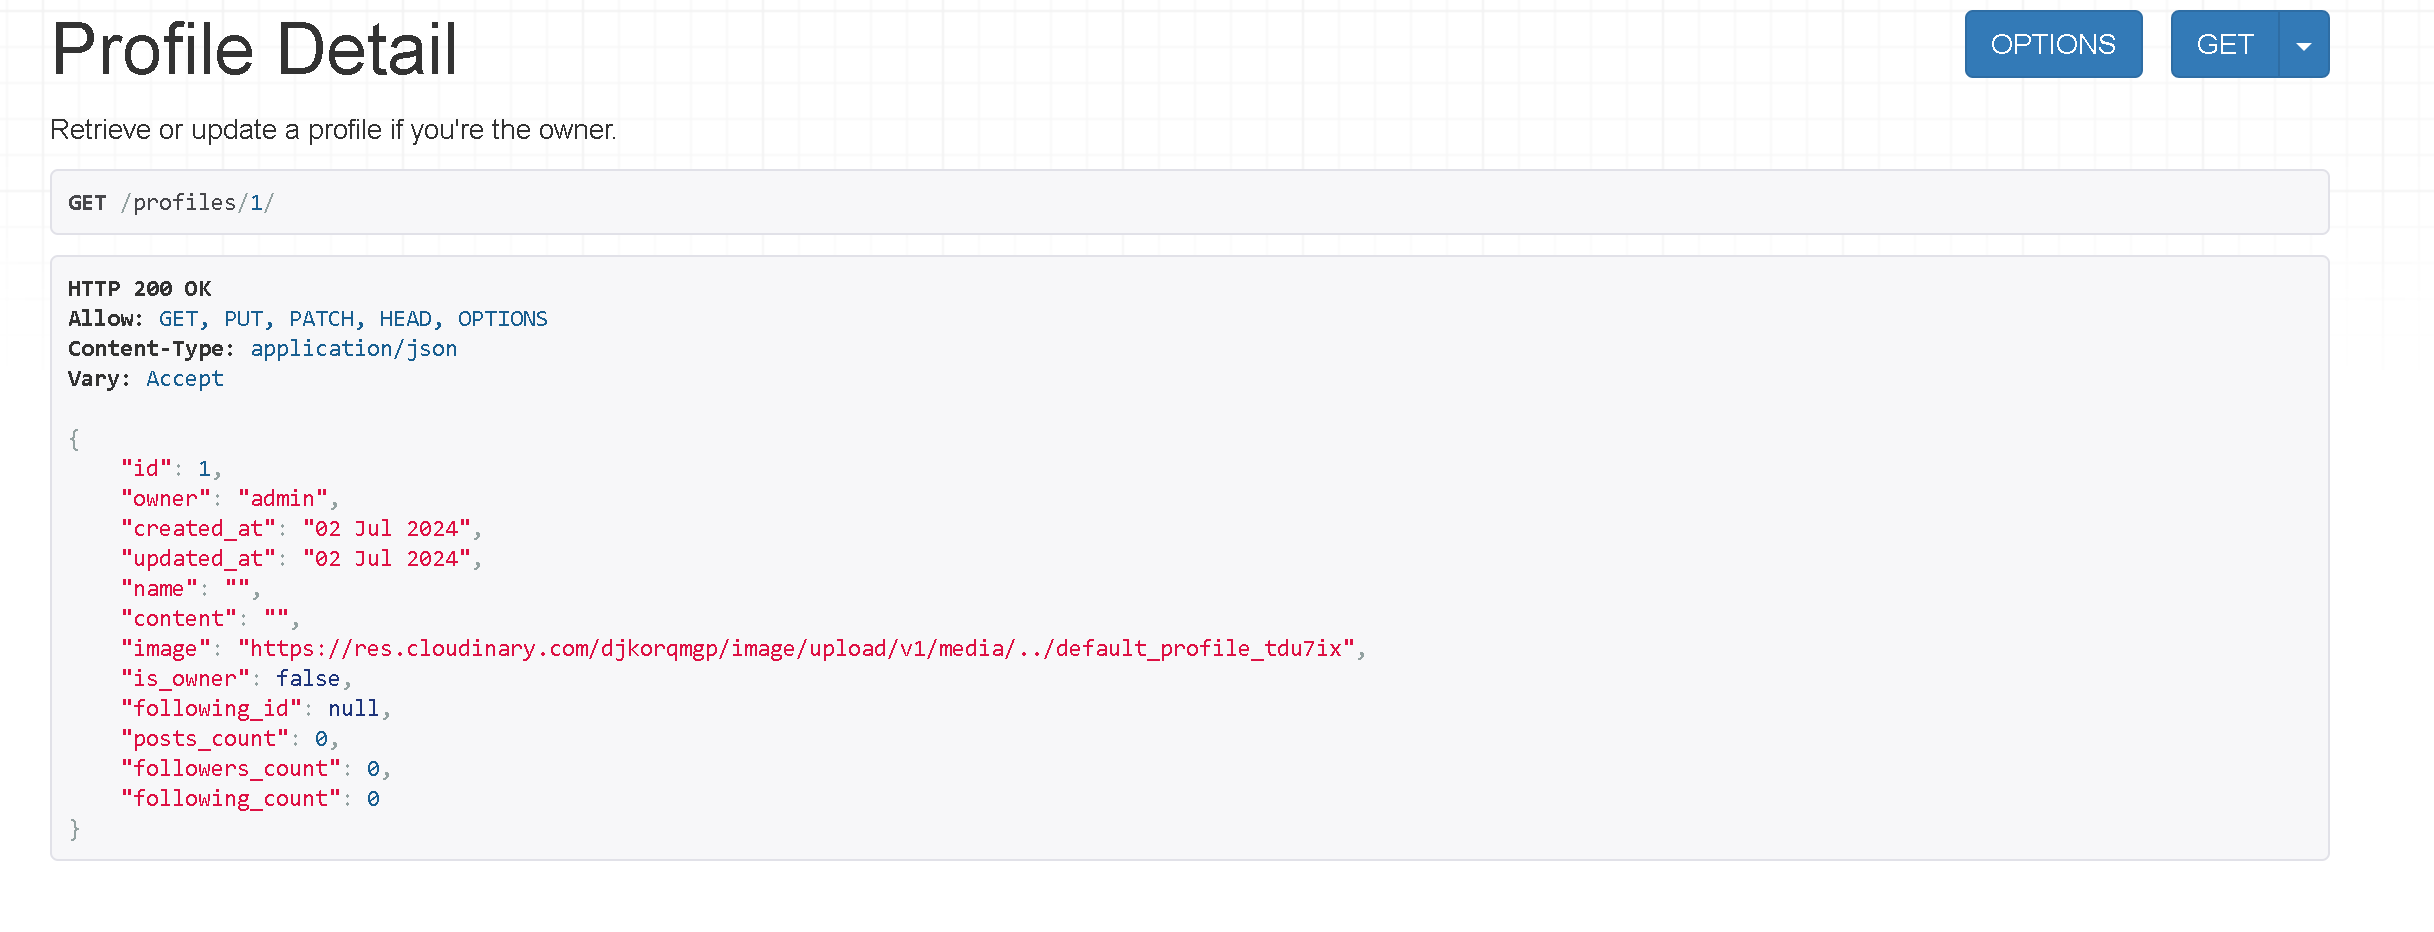 Profile Detail
OPTIONS
GET
Retrieve or update a profile if you're the owner.
GET /profiles/1/
HTTP 200 OK
Allow: GET, PUT, PATCH, HEAD, OPTIONS
Content-Type: application/json
Vary: Accept
{
    "id": 1,
    "owner": "admin",
    "created_at": "02 Jul 2024",
    "updated_at": "02 Jul 2024",
    "name": "",
    "content": "",
    "image": "https://res.cloudinary.com/djkorqmgp/image/upload/v1/media/../default_profile_tdu7ix",
    "is_owner": false,
    "following_id": null,
    "posts_count": 0,
    "followers_count": 0,
    "following_count": 0
}